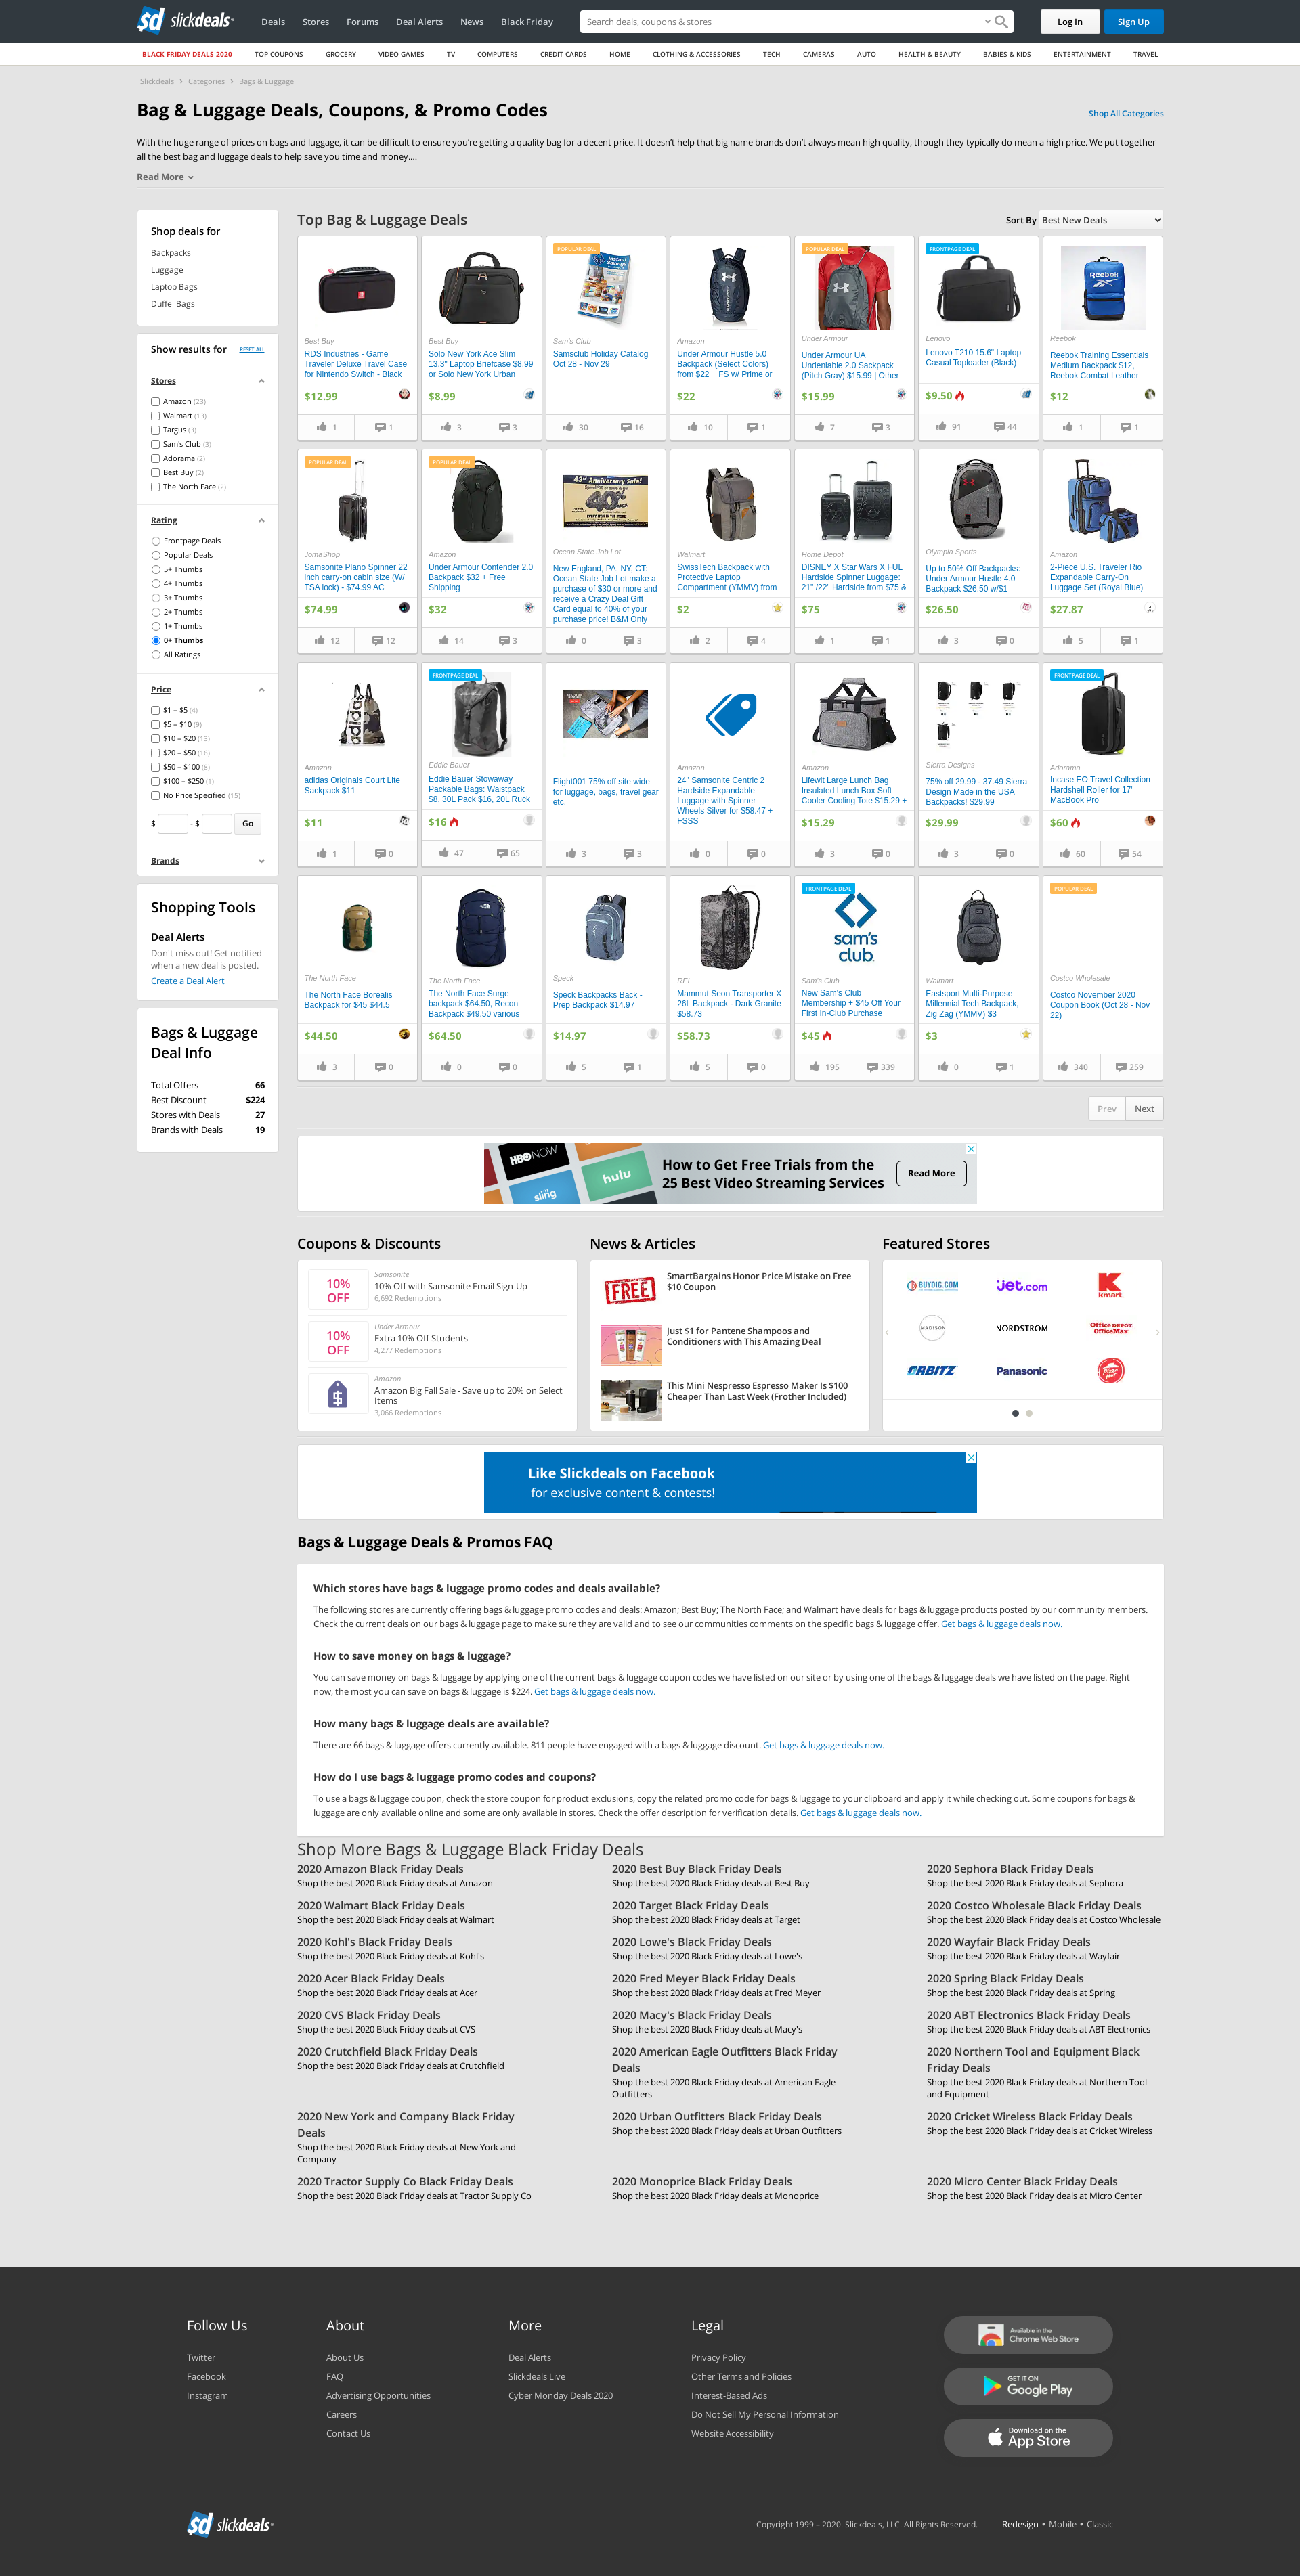 slickdeals
Deals
Stores
Forums
Deal Alerts
News
Black Friday
Search deals, coupons & stores
Log In
Sign Up
BLACK FRIDAY DEALS 2020
TOP COUPONS
GROCERY
VIDEO GAMES
TV
COMPUTERS
CREDIT CARDS
HOME
CLOTHING & ACCESSORIES
TECH
CAMERAS
AUTO
HEALTH & BEAUTY
BABIES & KIDS
ENTERTAINMENT
TRAVEL
Slickdeals > Categories > Bags & Luggage
Bag & Luggage Deals, Coupons, & Promo Codes
Shop All Categories
With the huge range of prices on bags and luggage, it can be difficult to ensure you're getting a quality bag for a decent price. It doesn't help that big name brands don't always mean high quality, though they typically do mean a high price. We put together
all the best bag and luggage deals to help save you time and money....
Read More
Shop deals for
Backpacks
Luggage
Laptop Bags
Duffel Bags
Show results for
RESET ALL
Stores
Amazon (23)
Walmart (13)
Targus (3)
Sam's Club (3)
Adorama (2)
Best Buy (2)
The North Face (2)
Rating
Frontpage Deals
Popular Deals
5+ Thumbs
4+ Thumbs
3+ Thumbs
2+ Thumbs
1+ Thumbs
0+ Thumbs
All Ratings
Price
$1 – $5 (4)
$5 – $10 (9)
$10 – $20 (13)
$20 – $50 (16)
$50 – $100 (8)
$100 – $250 (1)
No Price Specified (15)
$ - $ Go
Brands
Shopping Tools
Deal Alerts
Don't miss out! Get notified
when a new deal is posted.
Create a Deal Alert
Bags & Luggage
Deal Info
Total Offers 66
Best Discount $224
Stores with Deals 27
Brands with Deals 19
Top Bag & Luggage Deals
Sort By Best New Deals
Best Buy
RDS Industries - Game
Traveler Deluxe Travel Case
for Nintendo Switch - Black
$12.99
1 1
Best Buy
Solo New York Ace Slim
13.3" Laptop Briefcase $8.99
or Solo New York Urban
$8.99
3 3
POPULAR DEAL
Instant Savings
Sam's Club
Samsclub Holiday Catalog
Oct 28 - Nov 29
30 16
Amazon
Under Armour Hustle 5.0
Backpack (Select Colors)
from $22 + FS w/ Prime or
$22
10 1
POPULAR DEAL
Under Armour
Under Armour UA
Undeniable 2.0 Sackpack
(Pitch Gray) $15.99 | Other
$15.99
7 3
FRONTPAGE DEAL
Lenovo
Lenovo T210 15.6" Laptop
Casual Toploader (Black)
$9.50
91 44
Reebok
Reebok
Reebok Training Essentials
Medium Backpack $12,
Reebok Combat Leather
$12
1 1
POPULAR DEAL
JomaShop
Samsonite Plano Spinner 22
inch carry-on cabin size (W/
TSA lock) - $74.99 AC
$74.99
12 12
POPULAR DEAL
Amazon
Under Armour Contender 2.0
Backpack $32 + Free
Shipping
$32
14 3
43rd Anniversary Sale!
40%
Ocean State Job Lot
New England, PA, NY, CT:
Ocean State Job Lot make a
purchase of $30 or more and
receive a Crazy Deal Gift
Card equal to 40% of your
purchase price! B&M Only
0 3
Walmart
SwissTech Backpack with
Protective Laptop
Compartment (YMMV) from
$2
2 4
Home Depot
DISNEY X Star Wars X FUL
Hardside Spinner Luggage:
21" /22" Hardside from $75 &
$75
1 1
Olympia Sports
Up to 50% Off Backpacks:
Under Armour Hustle 4.0
Backpack $26.50 w/$1
$26.50
3 0
Amazon
2-Piece U.S. Traveler Rio
Expandable Carry-On
Luggage Set (Royal Blue)
$27.87
5 1
Amazon
adidas Originals Court Lite
Sackpack $11
$11
1 0
FRONTPAGE DEAL
Eddie Bauer
Eddie Bauer Stowaway
Packable Bags: Waistpack
$8, 30L Pack $16, 20L Ruck
$16
47 65
Flight001 75% off site wide
for luggage, bags, travel gear
etc.
3 3
Amazon
24" Samsonite Centric 2
Hardside Expandable
Luggage with Spinner
Wheels Silver for $58.47 +
FSSS
0 0
Amazon
Lifewit Large Lunch Bag
Insulated Lunch Box Soft
Cooler Cooling Tote $15.29 +
$15.29
3 0
Sierra Designs
75% off 29.99 - 37.49 Sierra
Design Made in the USA
Backpacks! $29.99
$29.99
3 0
FRONTPAGE DEAL
Adorama
Incase EO Travel Collection
Hardshell Roller for 17"
MacBook Pro
$60
60 54
The North Face
The North Face Borealis
Backpack for $45 $44.5
$44.50
3 0
The North Face
The North Face Surge
backpack $64.50, Recon
Backpack $49.50 various
$64.50
0 0
Speck
Speck Backpacks Back -
Prep Backpack $14.97
$14.97
5 1
REI
Mammut Seon Transporter X
26L Backpack - Dark Granite
$58.73
$58.73
5 0
FRONTPAGE DEAL
sam's club
Sam's Club
New Sam's Club
Membership + $45 Off Your
First In-Club Purchase
$45
195 339
Walmart
Eastsport Multi-Purpose
Millennial Tech Backpack,
Zig Zag (YMMV) $3
$3
0 1
POPULAR DEAL
Costco Wholesale
Costco November 2020
Coupon Book (Oct 28 - Nov
22)
340 259
Prev Next
HBO NOW
sling
hulu
How to Get Free Trials from the
25 Best Video Streaming Services
Read More
Coupons & Discounts
10% OFF
Samsonite
10% Off with Samsonite Email Sign-Up
6,692 Redemptions
10% OFF
Under Armour
Extra 10% Off Students
4,277 Redemptions
Amazon
Amazon Big Fall Sale - Save up to 20% on Select
Items
3,066 Redemptions
News & Articles
FREE
SmartBargains Honor Price Mistake on Free
$10 Coupon
Just $1 for Pantene Shampoos and
Conditioners with This Amazing Deal
This Mini Nespresso Espresso Maker Is $100
Cheaper Than Last Week (Frother Included)
Featured Stores
BUYDIG.COM
jet.com
kmart
MADISON
NORDSTROM
Office DEPOT
OfficeMax
ORBITZ
Panasonic
Pizza Hut
Like Slickdeals on Facebook
for exclusive content & contests!
Bags & Luggage Deals & Promos FAQ
Which stores have bags & luggage promo codes and deals available?
The following stores are currently offering bags & luggage promo codes and deals: Amazon; Best Buy; The North Face; and Walmart have deals for bags & luggage products posted by our community members.
Check the current deals on our bags & luggage page to make sure they are valid and to see our communities comments on the specific bags & luggage offer. Get bags & luggage deals now.
How to save money on bags & luggage?
You can save money on bags & luggage by applying one of the current bags & luggage coupon codes we have listed on our site or by using one of the bags & luggage deals we have listed on the page. Right
now, the most you can save on bags & luggage is $224. Get bags & luggage deals now.
How many bags & luggage deals are available?
There are 66 bags & luggage offers currently available. 811 people have engaged with a bags & luggage discount. Get bags & luggage deals now.
How do I use bags & luggage promo codes and coupons?
To use a bags & luggage coupon, check the store coupon for product exclusions, copy the related promo code for bags & luggage to your clipboard and apply it while checking out. Some coupons for bags &
luggage are only available online and some are only available in stores. Check the offer description for verification details. Get bags & luggage deals now.
Shop More Bags & Luggage Black Friday Deals
2020 Amazon Black Friday Deals
Shop the best 2020 Black Friday deals at Amazon
2020 Best Buy Black Friday Deals
Shop the best 2020 Black Friday deals at Best Buy
2020 Sephora Black Friday Deals
Shop the best 2020 Black Friday deals at Sephora
2020 Walmart Black Friday Deals
Shop the best 2020 Black Friday deals at Walmart
2020 Target Black Friday Deals
Shop the best 2020 Black Friday deals at Target
2020 Costco Wholesale Black Friday Deals
Shop the best 2020 Black Friday deals at Costco Wholesale
2020 Kohl's Black Friday Deals
Shop the best 2020 Black Friday deals at Kohl's
2020 Lowe's Black Friday Deals
Shop the best 2020 Black Friday deals at Lowe's
2020 Wayfair Black Friday Deals
Shop the best 2020 Black Friday deals at Wayfair
2020 Acer Black Friday Deals
Shop the best 2020 Black Friday deals at Acer
2020 Fred Meyer Black Friday Deals
Shop the best 2020 Black Friday deals at Fred Meyer
2020 Spring Black Friday Deals
Shop the best 2020 Black Friday deals at Spring
2020 CVS Black Friday Deals
Shop the best 2020 Black Friday deals at CVS
2020 Macy's Black Friday Deals
Shop the best 2020 Black Friday deals at Macy's
2020 ABT Electronics Black Friday Deals
Shop the best 2020 Black Friday deals at ABT Electronics
2020 Crutchfield Black Friday Deals
Shop the best 2020 Black Friday deals at Crutchfield
2020 American Eagle Outfitters Black Friday
Deals
Shop the best 2020 Black Friday deals at American Eagle
Outfitters
2020 Northern Tool and Equipment Black
Friday Deals
Shop the best 2020 Black Friday deals at Northern Tool
and Equipment
2020 New York and Company Black Friday
Deals
Shop the best 2020 Black Friday deals at New York and
Company
2020 Urban Outfitters Black Friday Deals
Shop the best 2020 Black Friday deals at Urban Outfitters
2020 Cricket Wireless Black Friday Deals
Shop the best 2020 Black Friday deals at Cricket Wireless
2020 Tractor Supply Co Black Friday Deals
Shop the best 2020 Black Friday deals at Tractor Supply Co
2020 Monoprice Black Friday Deals
Shop the best 2020 Black Friday deals at Monoprice
2020 Micro Center Black Friday Deals
Shop the best 2020 Black Friday deals at Micro Center
Follow Us
Twitter
Facebook
Instagram
About
About Us
FAQ
Advertising Opportunities
Careers
Contact Us
More
Deal Alerts
Slickdeals Live
Cyber Monday Deals 2020
Legal
Privacy Policy
Other Terms and Policies
Interest-Based Ads
Do Not Sell My Personal Information
Website Accessibility
Available in the
Chrome Web Store
GET IT ON
Google Play
Download on the
App Store
slickdeals
Copyright 1999 – 2020. Slickdeals, LLC. All Rights Reserved.
Redesign • Mobile • Classic